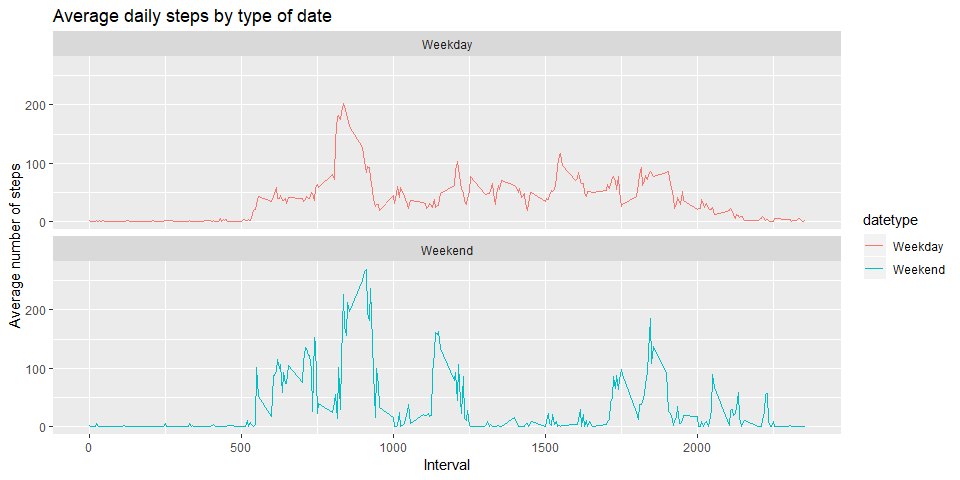 Average daily steps by type of date
Weekday
200
100
0
Weekend
200
100
0
0
500
1000
1500
2000
Interval
Average number of steps
datetype
Weekday
Weekend